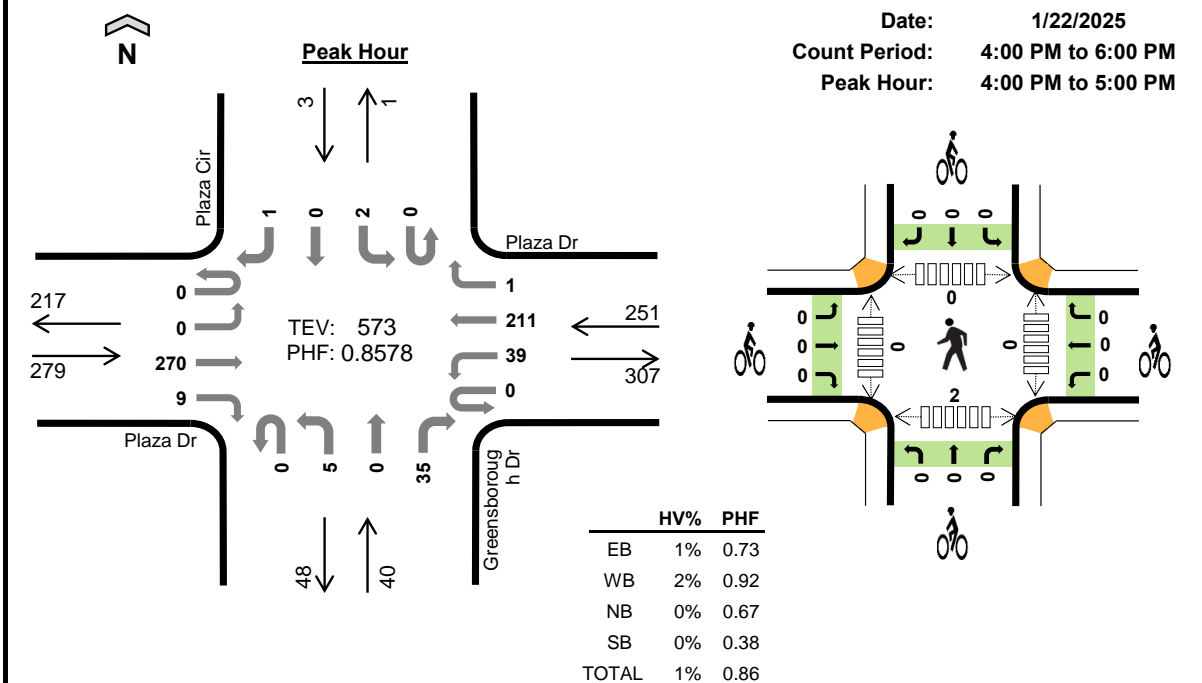 Date: 1/22/2025
Count Period: 4:00 PM to 6:00 PM
Peak Hour: 4:00 PM to 5:00 PM
N
Peak Hour
3
1
Plaza Cir
1 0 2 0
Plaza Dr
0
0
270
9
217
279
TEV: 573
PHF: 0.8578
1
211
39
0
251
307
Plaza Dr
0 5 0 35
Greensboroug
h Dr
48
40
0 0 0
0
0
0
0
0
0
0
0
0
2
0 0 0
HV% PHF
EB 1% 0.73
WB 2% 0.92
NB 0% 0.67
SB 0% 0.38
TOTAL 1% 0.86